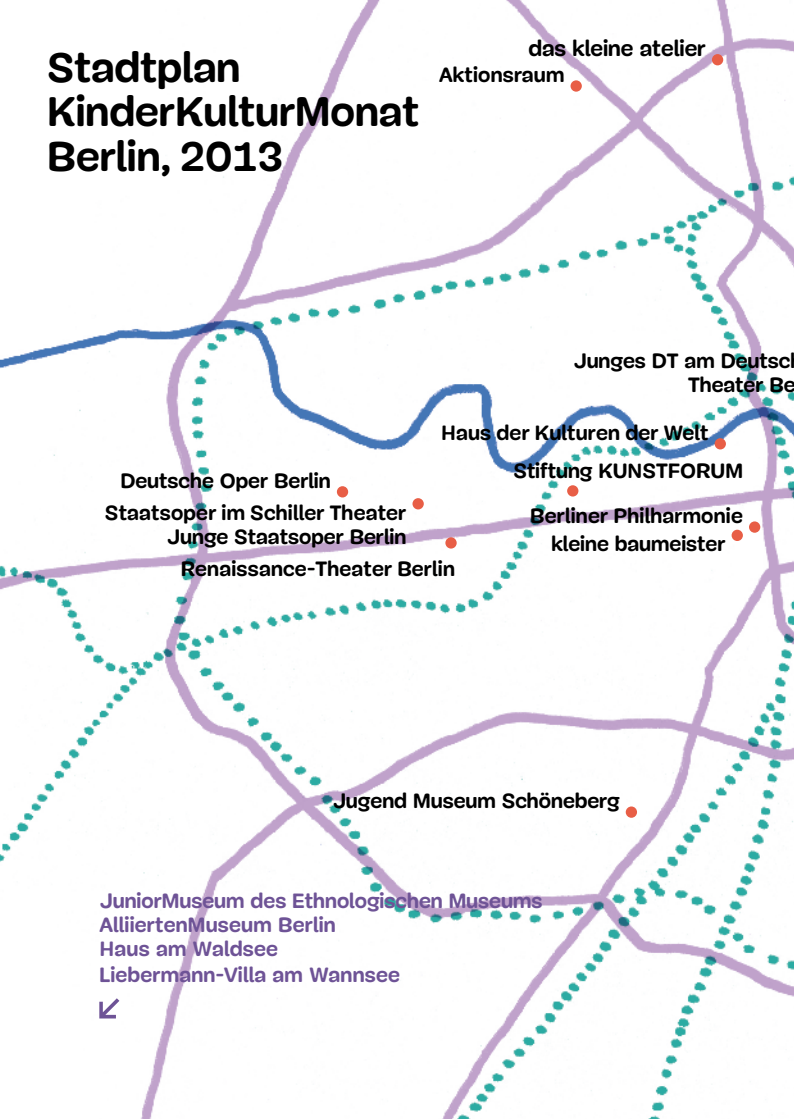 Stadtplan
KinderKulturMonat
Berlin, 2013
das kleine atelier
Aktionsraum
Junges DT am Deutsch
Theater Be
Haus der Kulturen der Welt
Stiftung KUNSTFORUM
Deutsche Oper Berlin
Staatsoper im Schiller Theater
Junge Staatsoper Berlin
Berliner Philharmonie
kleine baumeister
Renaissance-Theater Berlin
Jugend Museum Schöneberg
JuniorMuseum des Ethnologischen Museums
AlliiertenMuseum Berlin
Haus am Waldsee
Liebermann-Villa am Wannsee